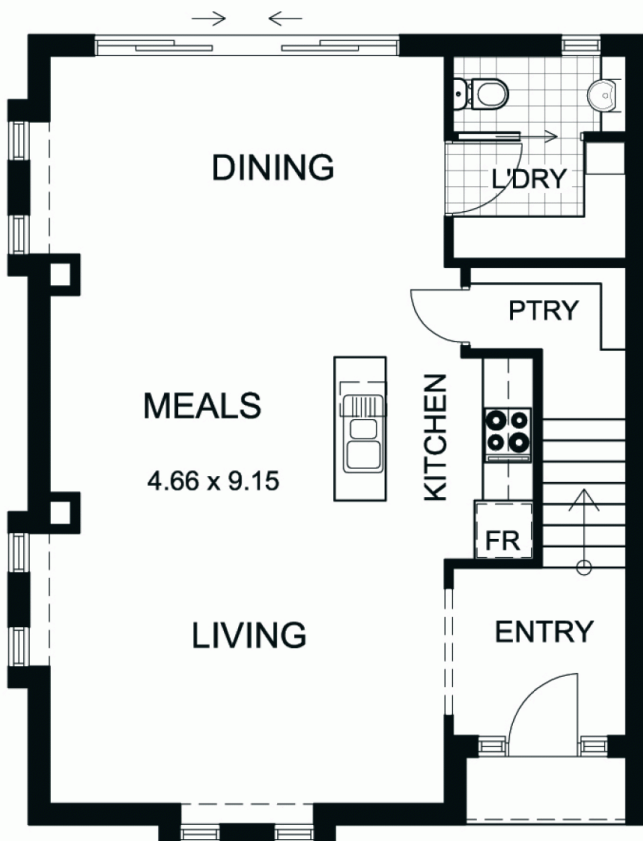 DINING
L'DRY
PTRY
MEALS
KITCHEN
4.66 x 9.15
FR
LIVING
ENTRY